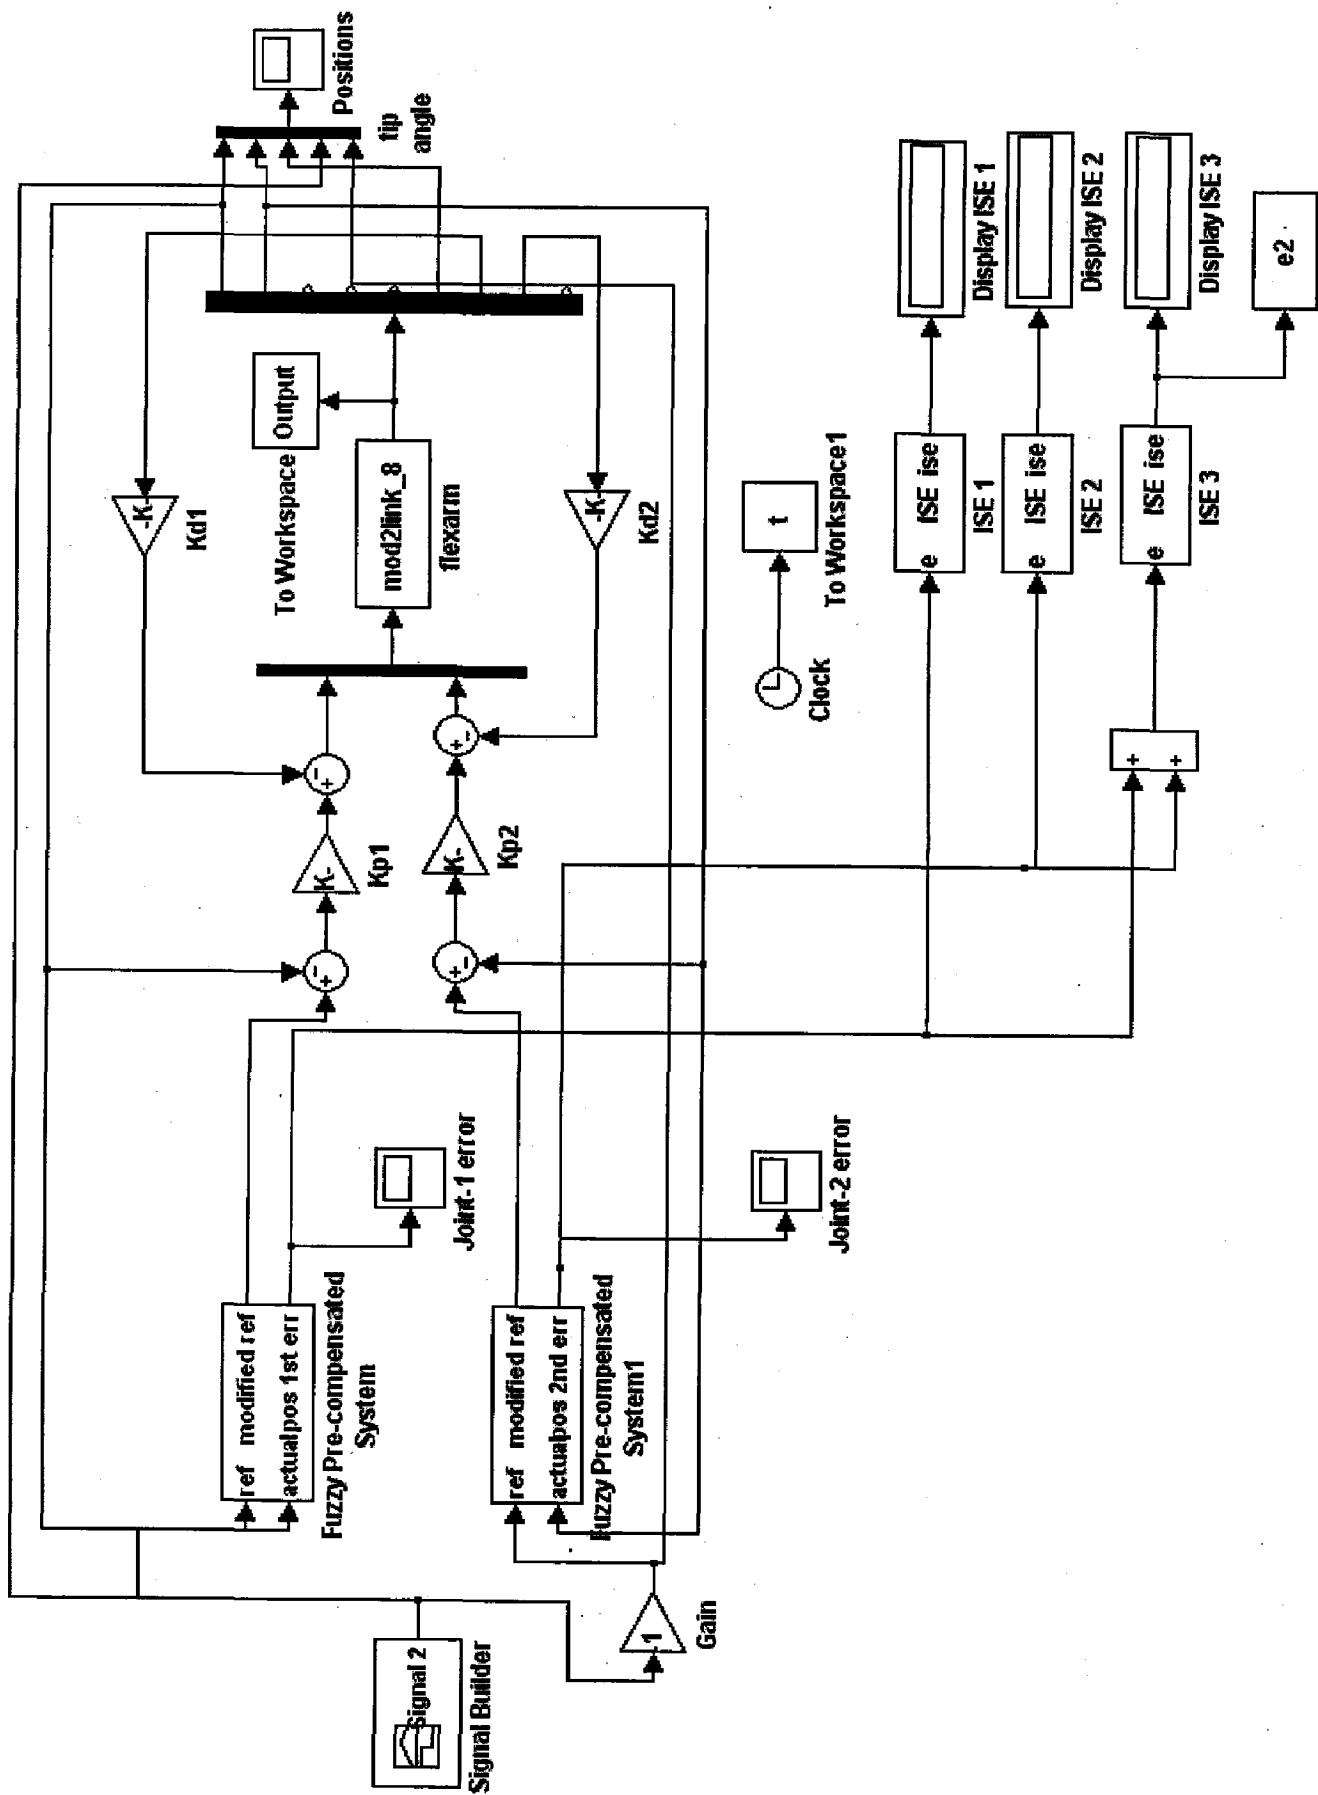 Signal 2
Signal Builder
1
Gain
ref modified ref
actualpos 1st err
Fuzzy Pre-compensated
System
ref modified ref
actualpos 2nd err
Fuzzy Pre-compensated
System1
Joint-1 error
Joint-2 error
+
-
+
-
K-
Kp1
K-
Kp2
-
+
+
-
-K-
Kd1
-K-
Kd2
mod2link_8
flexarm
Output
To Workspace
tip
angle
Positions
Clock
t
To Workspace1
+
+
e ISE ise
ISE 1
e ISE ise
ISE 2
e ISE ise
ISE 3
Display ISE 1
Display ISE 2
Display ISE 3
e2